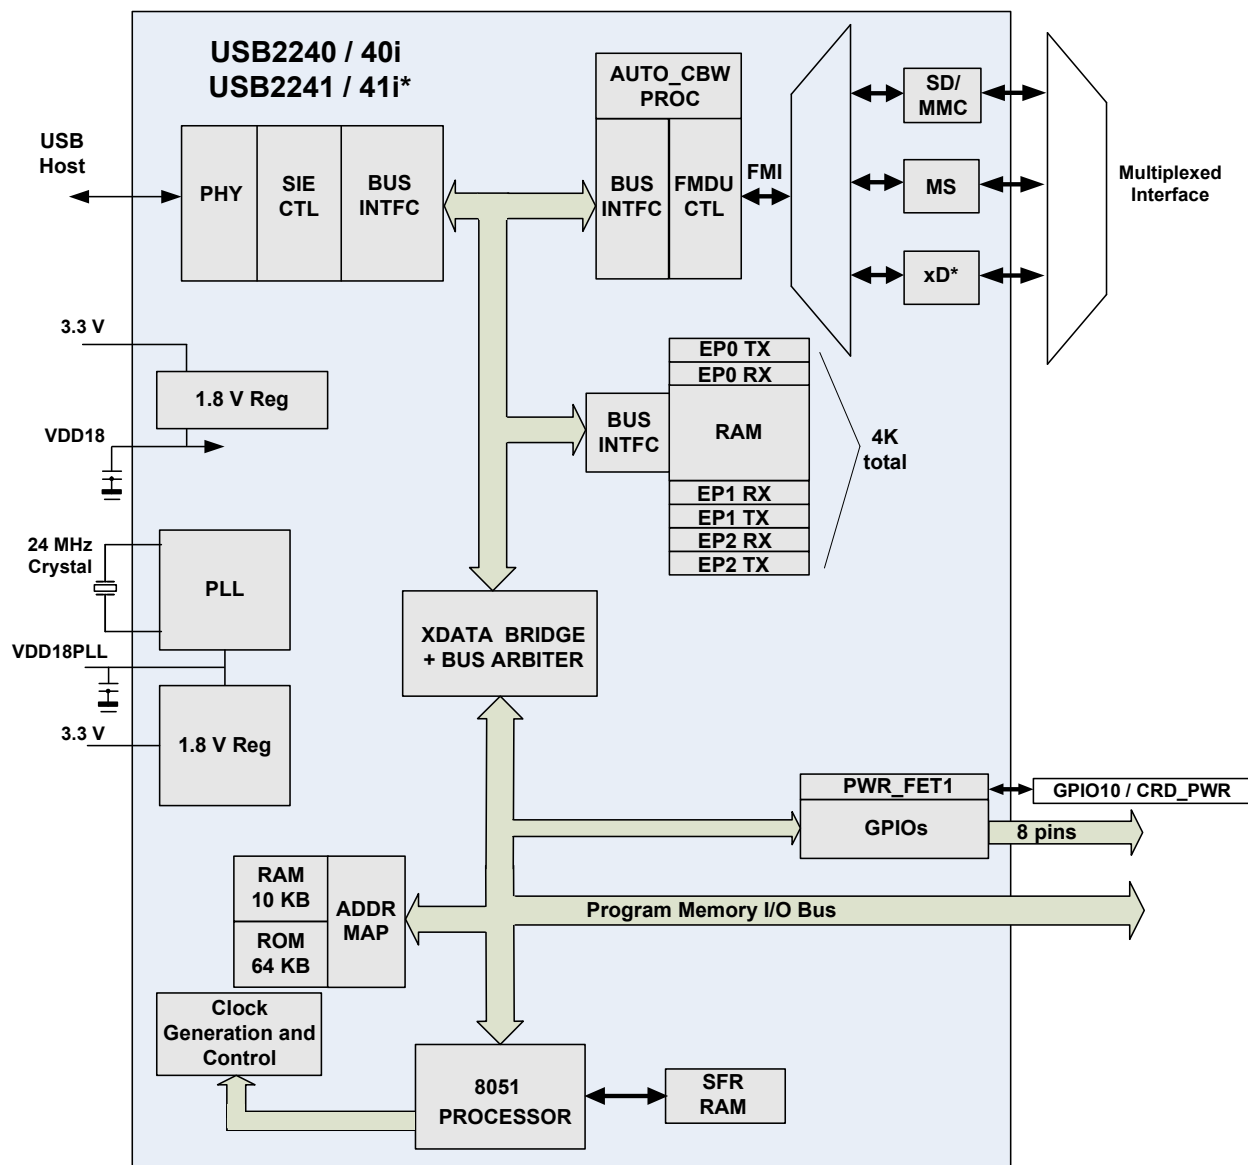 USB2240 / 40i
USB2241 / 41i*
USB
Host
PHY
SIE
CTL
BUS
INTFC
AUTO_CBW
PROC
BUS
INTFC
FMDU
CTL
FMI
SD/
MMC
MS
xD*
Multiplexed
Interface
3.3 V
1.8 V Reg
VDD18
EP0 TX
EP0 RX
RAM
EP1 RX
EP1 TX
EP2 RX
EP2 TX
BUS
INTFC
4K
total
24 MHz
Crystal
PLL
VDD18PLL
3.3 V
1.8 V Reg
XDATA BRIDGE
+ BUS ARBITER
PWR_FET1
GPIOs
GPIO10 / CRD_PWR
8 pins
RAM
10 KB
ROM
64 KB
ADDR
MAP
Program Memory I/O Bus
Clock
Generation and
Control
8051
PROCESSOR
SFR
RAM